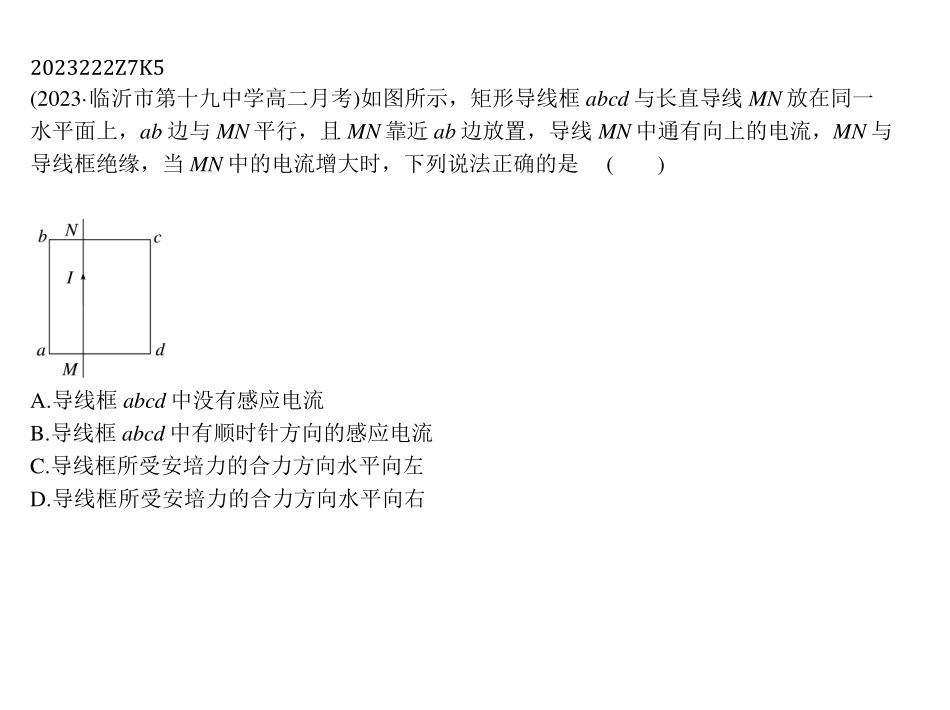 2023222Z7K5
(2023·临沂市第十九中学高二月考)如图所示，矩形导线框 abcd 与长直导线 MN 放在同一
水平面上，ab 边与 MN 平行，且 MN 靠近 ab 边放置，导线 MN 中通有向上的电流，MN 与
导线框绝缘，当 MN 中的电流增大时，下列说法正确的是 ( )
b N c
I
a d
M
A.导线框 abcd 中没有感应电流
B.导线框 abcd 中有顺时针方向的感应电流
C.导线框所受安培力的合力方向水平向左
D.导线框所受安培力的合力方向水平向右